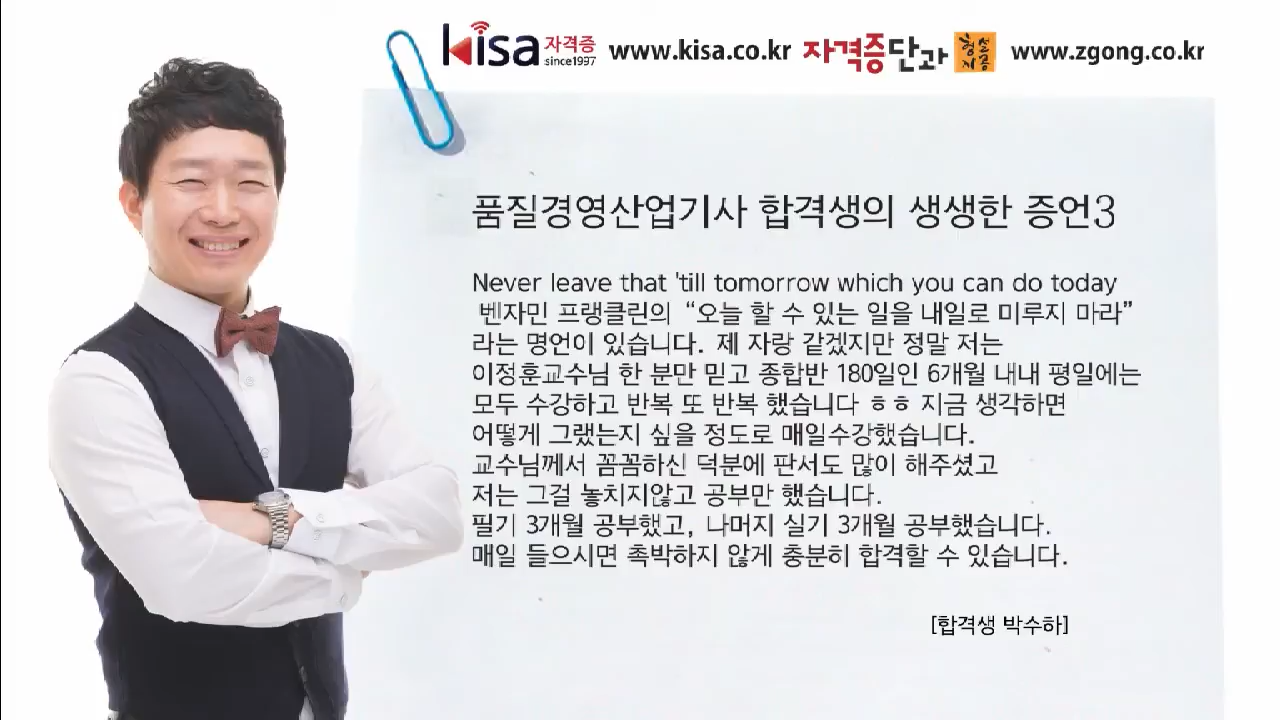 kisa 자격증 since1997 www.kisa.co.kr 자격증단과 형설지공 www.zgong.co.kr
품질경영산업기사 합격생의 생생한 증언3
Never leave that 'till tomorrow which you can do today
벤자민 프랭클린의 “오늘 할 수 있는 일을 내일로 미루지 마라”
라는 명언이 있습니다. 제 자랑 같겠지만 정말 저는
이정훈교수님 한 분만 믿고 종합반 180일인 6개월 내내 평일에는
모두 수강하고 반복 또 반복 했습니다 ㅎㅎ 지금 생각하면
어떻게 그랬는지 싶을 정도로 매일수강했습니다.
교수님께서 꼼꼼하신 덕분에 판서도 많이 해주셨고
저는 그걸 놓치지않고 공부만 했습니다.
필기 3개월 공부했고, 나머지 실기 3개월 공부했습니다.
매일 들으시면 촉박하지 않게 충분히 합격할 수 있습니다.
[합격생 박수하]